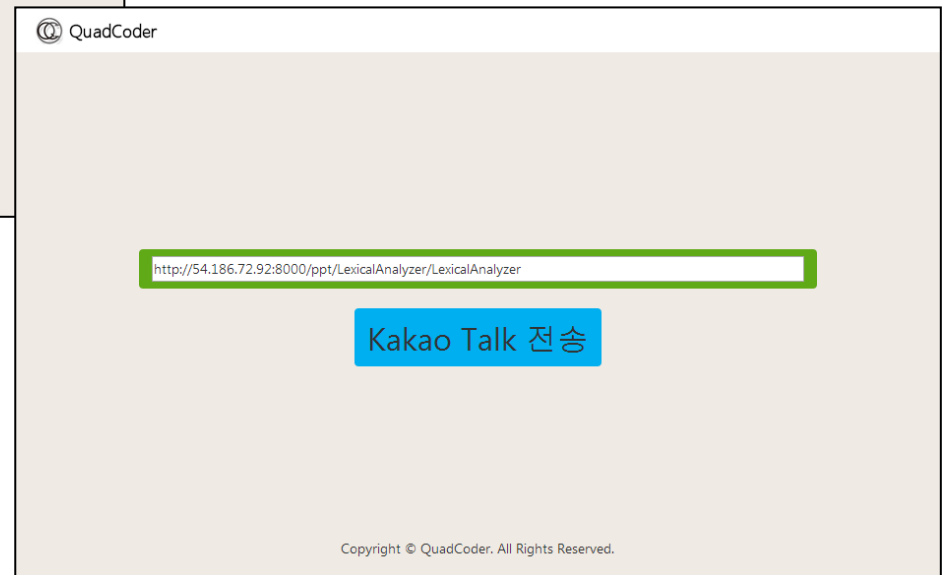 QuadCoder
http://54.186.72.92:8000/ppt/LexicalAnalyzer/LexicalAnalyzer
Kakao Talk 전송
Copyright © QuadCoder. All Rights Reserved.